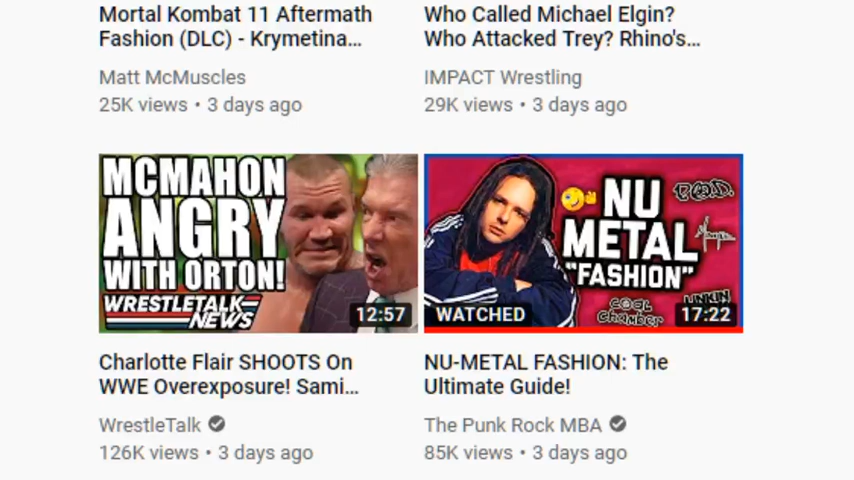 Mortal Kombat 11 Aftermath
Fashion (DLC) - Krymetina...
Matt McMuscles
25K views • 3 days ago
Who Called Michael Elgin?
Who Attacked Trey? Rhino's...
IMPACT Wrestling
29K views • 3 days ago
MCMAHON
ANGRY
WITH ORTON!
WRESTLETALK
NEWS
12:57
Charlotte Flair SHOOTS On
WWE Overexposure! Sami...
WrestleTalk
126K views • 3 days ago
NU
METAL
"FASHION"
P.O.D.
COAL
Chamber
LINKIN
WATCHED
17:22
NU-METAL FASHION: The
Ultimate Guide!
The Punk Rock MBA
85K views • 3 days ago